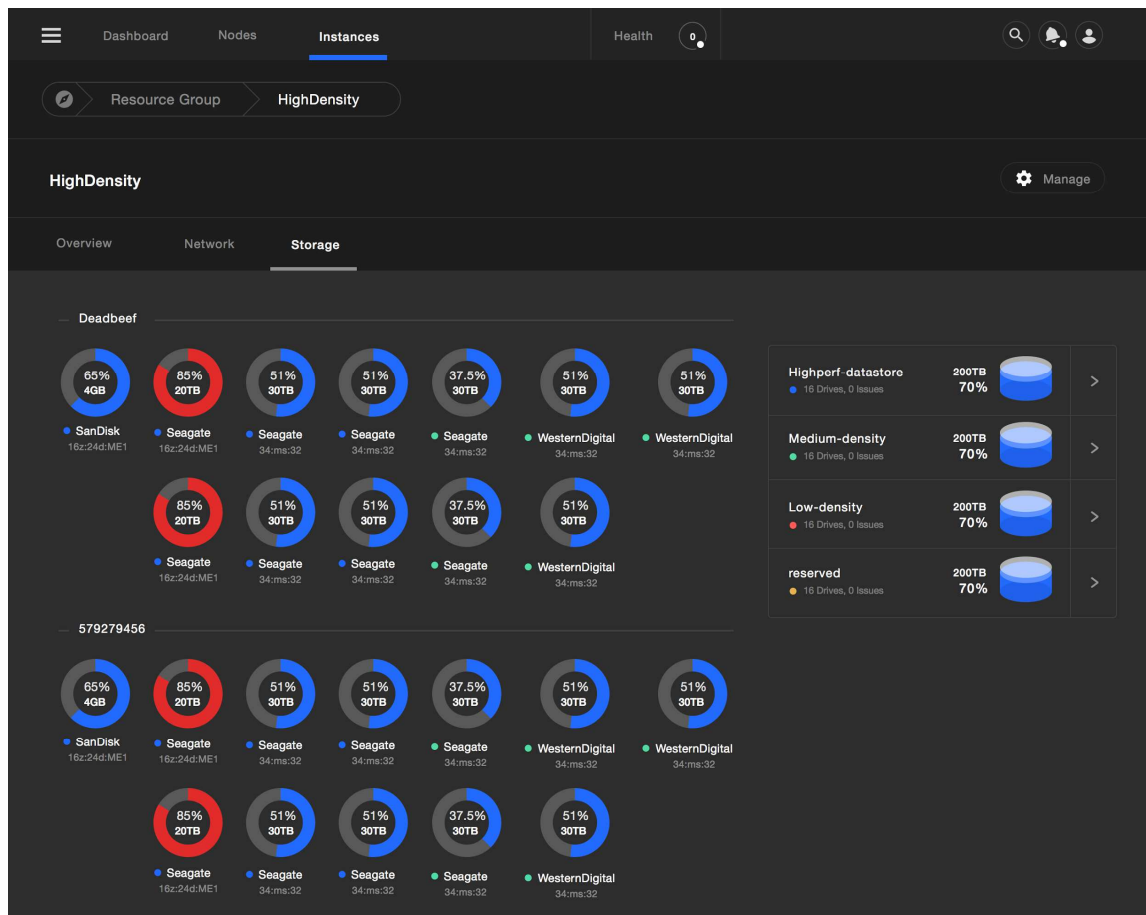 Dashboard Nodes Instances Health 0
Resource Group HighDensity
HighDensity Manage
Overview Network Storage
Deadbeef
65% 85% 51% 51% 37.5% 51% 51%
4GB 20TB 30TB 30TB 30TB 30TB 30TB
SanDisk Seagate Seagate Seagate Seagate WesternDigital WesternDigital
16z:24d:ME1 16z:24d:ME1 34:ms:32 34:ms:32 34:ms:32 34:ms:32 34:ms:32
85% 51% 51% 37.5% 51%
20TB 30TB 30TB 30TB 30TB
Seagate Seagate Seagate Seagate WesternDigital
16z:24d:ME1 34:ms:32 34:ms:32 34:ms:32 34:ms:32
579279456
65% 85% 51% 51% 37.5% 51% 51%
4GB 20TB 30TB 30TB 30TB 30TB 30TB
SanDisk Seagate Seagate Seagate Seagate WesternDigital WesternDigital
16z:24d:ME1 16z:24d:ME1 34:ms:32 34:ms:32 34:ms:32 34:ms:32 34:ms:32
85% 51% 51% 37.5% 51%
20TB 30TB 30TB 30TB 30TB
Seagate Seagate Seagate Seagate WesternDigital
16z:24d:ME1 34:ms:32 34:ms:32 34:ms:32 34:ms:32
Highperf-datastore 200TB
16 Drives, 0 Issues 70%
Medium-density 200TB
16 Drives, 0 Issues 70%
Low-density 200TB
16 Drives, 0 Issues 70%
reserved 200TB
16 Drives, 0 Issues 70%